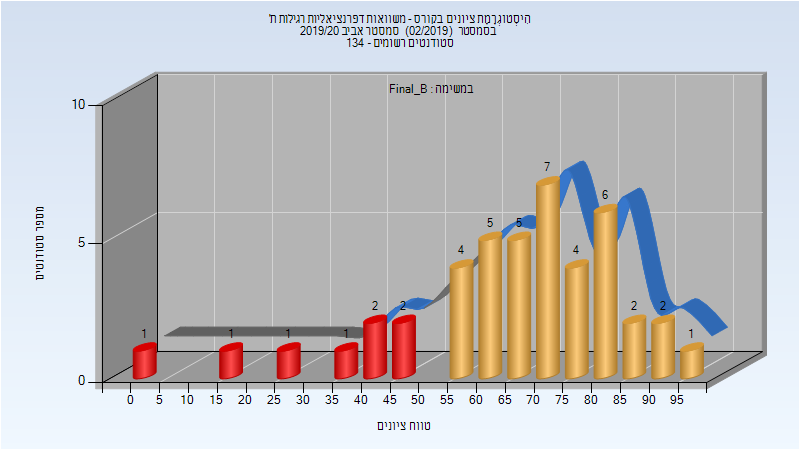 היסטוגרמת ציונים בקורס - משוואות דפרנציאליות רגילות ת'
בסמסטר (02/2019) סמסטר אביב 2019/20
סטודנטים רשומים - 134
במשימה : Final_B
מספר סטודנטים
10
5
0
1
1
1
1
2
2
4
5
5
7
4
6
2
2
1
0 5 10 15 20 25 30 35 40 45 50 55 60 65 70 75 80 85 90 95
טווח ציונים